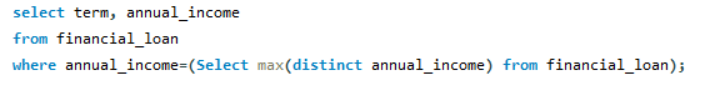 select term, annual_income
from financial_loan
where annual_income=(Select max(distinct annual_income) from financial_loan);